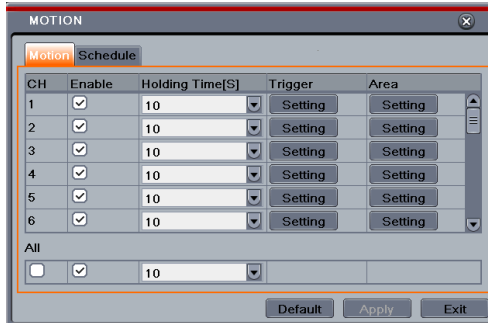 MOTION
Motion Schedule
CH Enable Holding Time[S] Trigger Area
1 10 Setting Setting
2 10 Setting Setting
3 10 Setting Setting
4 10 Setting Setting
5 10 Setting Setting
6 10 Setting Setting
All
10
Default Apply Exit